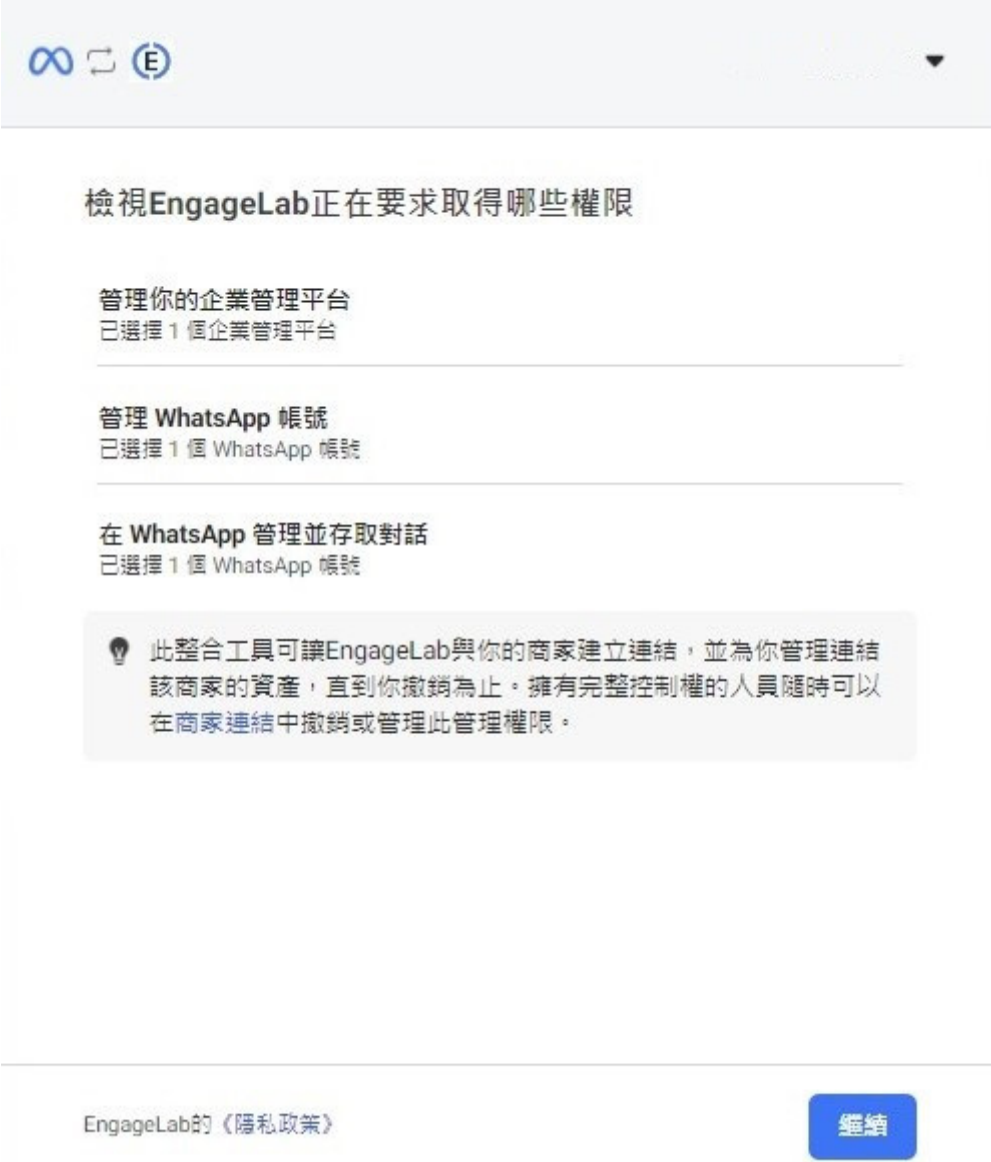 E
檢視EngageLab正在要求取得哪些權限
管理你的企業管理平台
已選擇 1 個企業管理平台
管理 WhatsApp 帳號
已選擇 1 個 WhatsApp 帳號
在 WhatsApp 管理並存取對話
已選擇 1 個 WhatsApp 帳號
此整合工具可讓EngageLab與你的商家建立連結，並為你管理連結
該商家的資產，直到你撤銷為止。擁有完整控制權的人員隨時可以
在商家連結中撤銷或管理此管理權限。
EngageLab的《隱私政策》
繼續